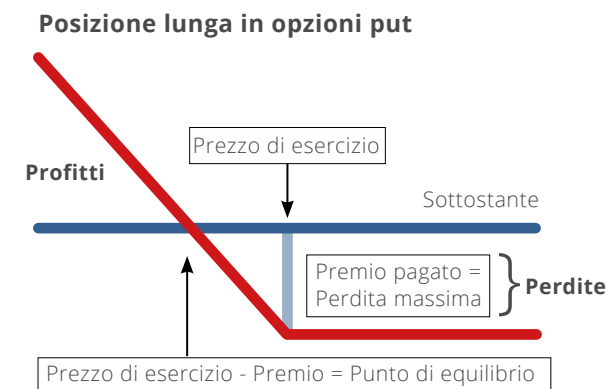 Posizione lunga in opzioni put
Prezzo di esercizio
Profitti
Sottostante
Premio pagato =
Perdita massima
Perdite
Prezzo di esercizio - Premio = Punto di equilibrio